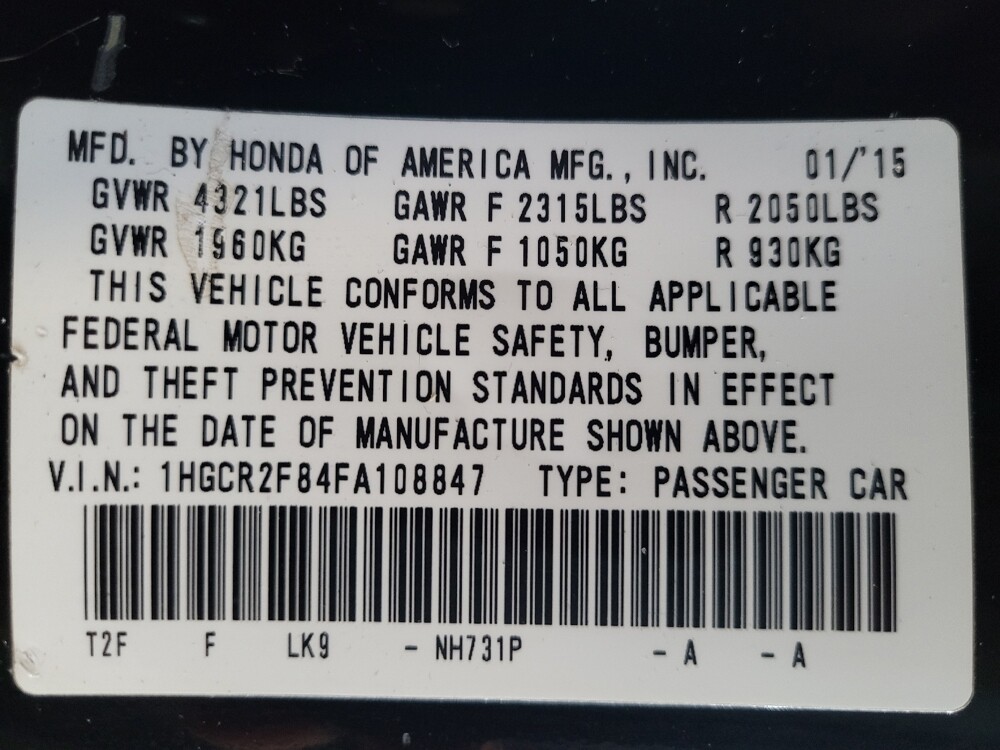 MFD. BY HONDA OF AMERICA MFG., INC. 01/'15
GVWR 4321LBS GAWR F 2315LBS R 2050LBS
GVWR 1960KG GAWR F 1050KG R 930KG
THIS VEHICLE CONFORMS TO ALL APPLICABLE
FEDERAL MOTOR VEHICLE SAFETY, BUMPER,
AND THEFT PREVENTION STANDARDS IN EFFECT
ON THE DATE OF MANUFACTURE SHOWN ABOVE.
V.I.N.: 1HGCR2F84FA108847 TYPE: PASSENGER CAR
T2F F LK9 - NH731P - A - A